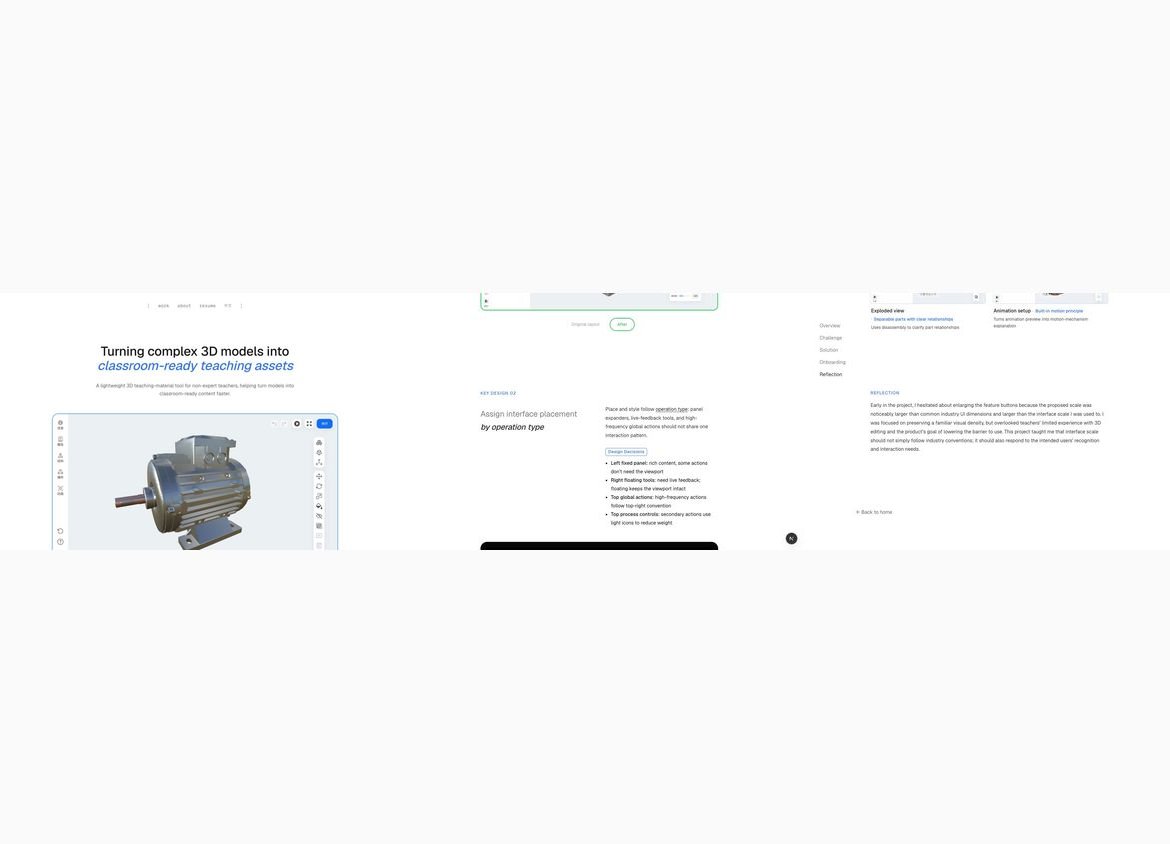 [ work about resume 中文 ]
Turning complex 3D models into
classroom-ready teaching assets
A lightweight 3D teaching-material tool for non-expert teachers, helping turn models into
classroom-ready content faster.
Original layout After
KEY DESIGN 02
Assign interface placement
by operation type
Place and style follow operation type: panel
expanders, live-feedback tools, and high-
frequency global actions should not share one
interaction pattern.
Design Decisions
• Left fixed panel: rich content, some actions
don't need the viewport
• Right floating tools: need live feedback;
floating keeps the viewport intact
• Top global actions: high-frequency actions
follow top-right convention
• Top process controls: secondary actions use
light icons to reduce weight
N
Overview
Challenge
Solution
Onboarding
Reflection
Exploded view
Separable parts with clear relationships
Uses disassembly to clarify part relationships
Animation setup Built-in motion principle
Turns animation preview into motion-mechanism
explanation
REFLECTION
Early in the project, I hesitated about enlarging the feature buttons because the proposed scale was
noticeably larger than common industry UI dimensions and larger than the interface scale I was used to. I
was focused on preserving a familiar visual density, but overlooked teachers' limited experience with 3D
editing and the product's goal of lowering the barrier to use. This project taught me that interface scale
should not simply follow industry conventions; it should also respond to the intended users' recognition
and interaction needs.
← Back to home